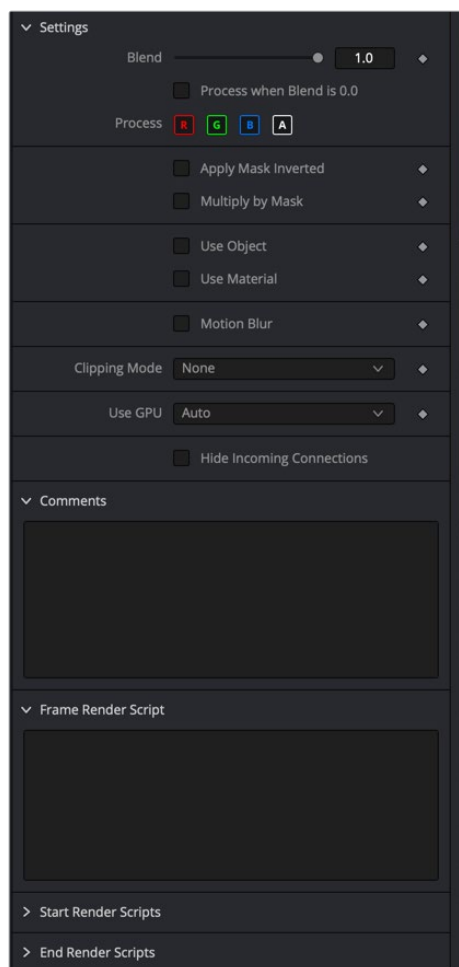 Settings
Blend 1.0
Process when Blend is 0.0
Process R G B A
Apply Mask Inverted
Multiply by Mask
Use Object
Use Material
Motion Blur
Clipping Mode None
Use GPU Auto
Hide Incoming Connections
Comments
Frame Render Script
Start Render Scripts
End Render Scripts